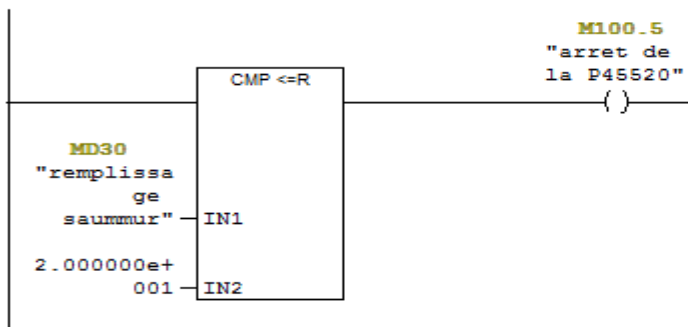 M100.5
"arret de
la P45520"
CMP <=R
( )
MD30
"remplissa
ge
saummur"
IN1
2.000000e+
001
IN2